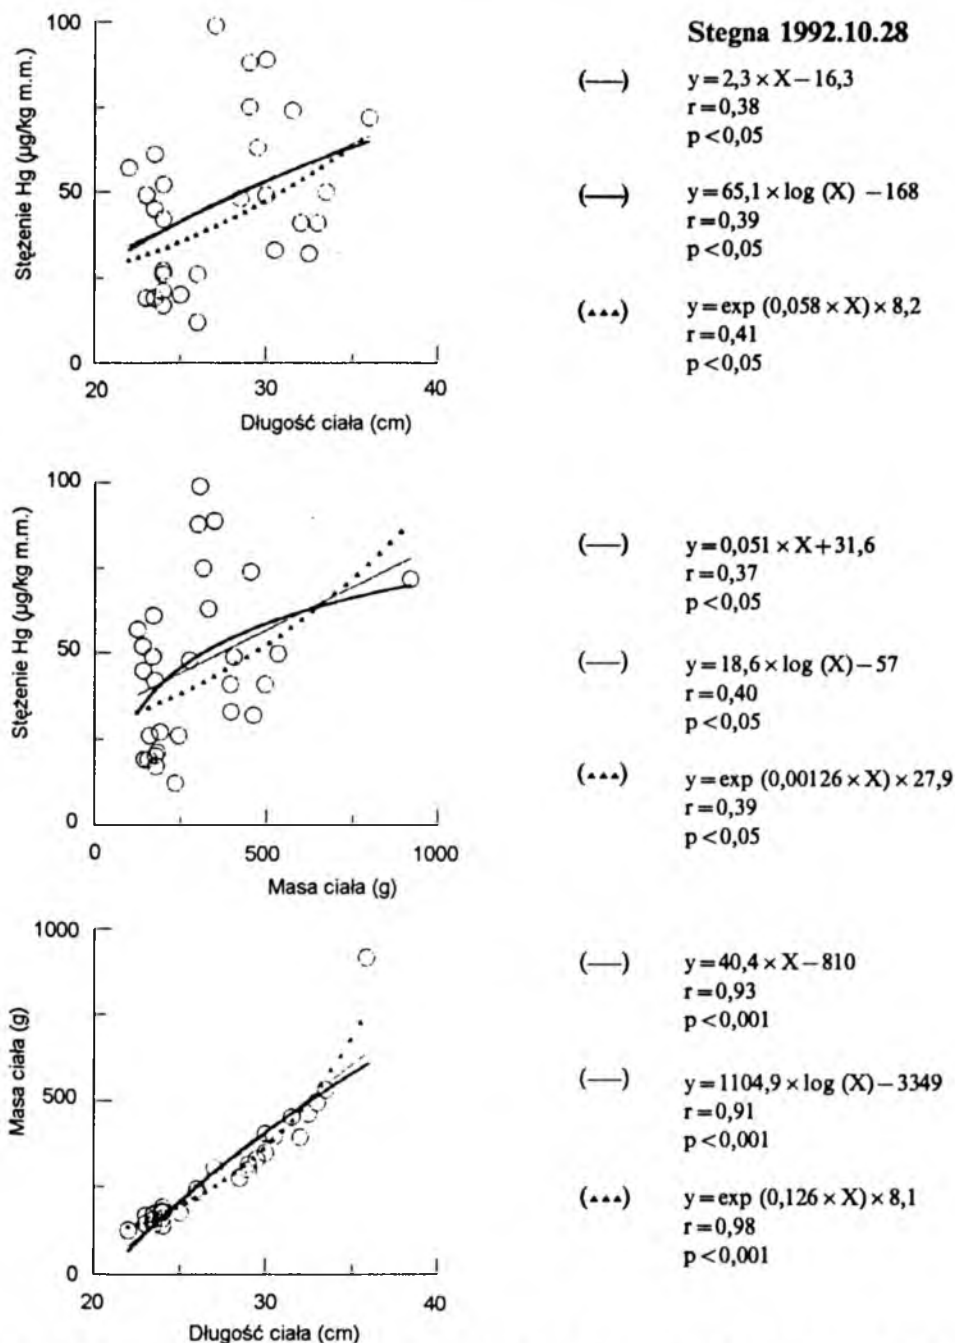 Stegna 1992.10.28
100
50
0
Stężenie Hg (µg/kg m.m.)
20
30
40
Długość ciała (cm)
(——) y = 2,3 × X − 16,3
r = 0,38
p < 0,05
(——) y = 65,1 × log (X) − 168
r = 0,39
p < 0,05
(▴▴▴) y = exp (0,058 × X) × 8,2
r = 0,41
p < 0,05
100
50
0
Stężenie Hg (µg/kg m.m.)
0
500
1000
Masa ciała (g)
(——) y = 0,051 × X + 31,6
r = 0,37
p < 0,05
(——) y = 18,6 × log (X) − 57
r = 0,40
p < 0,05
(▴▴▴) y = exp (0,00126 × X) × 27,9
r = 0,39
p < 0,05
1000
500
0
Masa ciała (g)
20
30
40
Długość ciała (cm)
(——) y = 40,4 × X − 810
r = 0,93
p < 0,001
(——) y = 1104,9 × log (X) − 3349
r = 0,91
p < 0,001
(▴▴▴) y = exp (0,126 × X) × 8,1
r = 0,98
p < 0,001